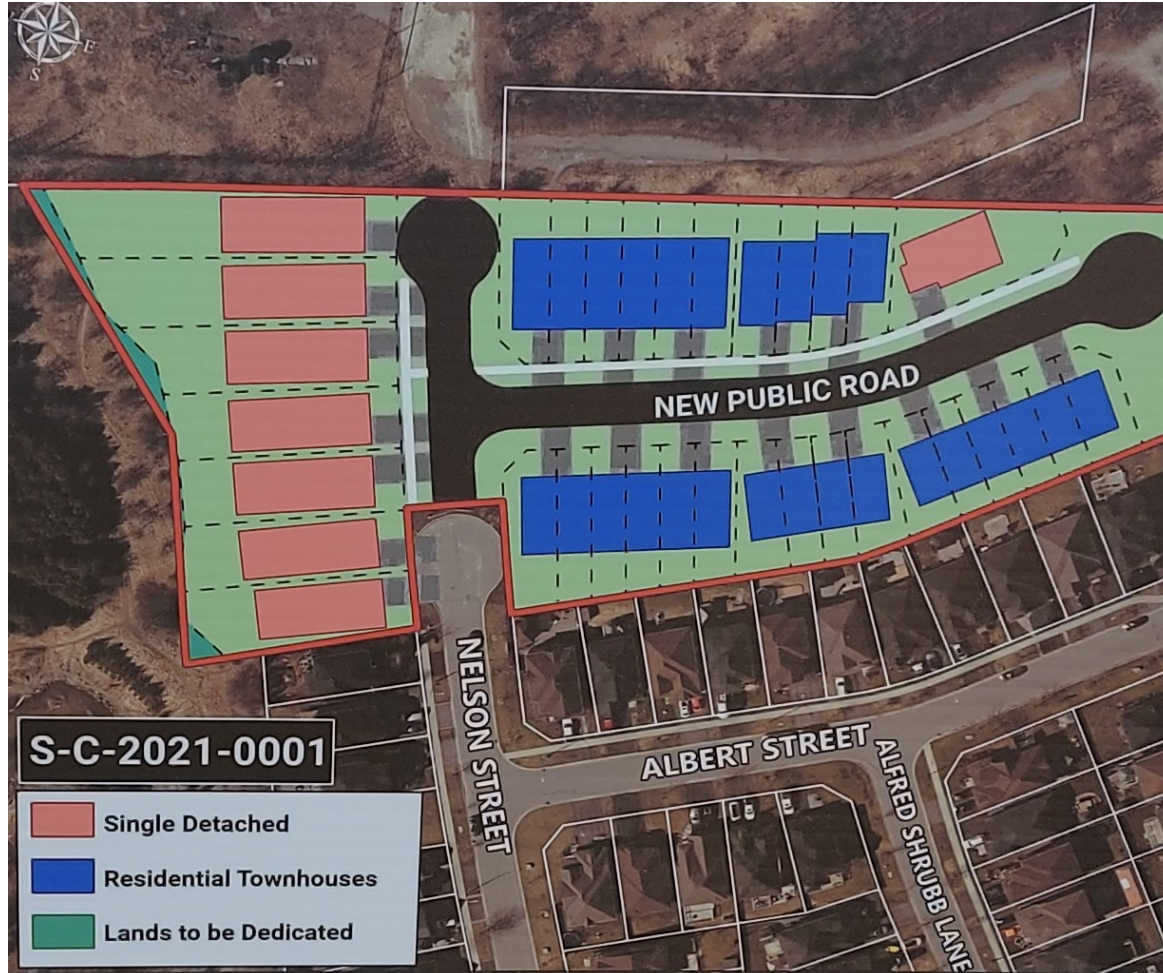 E
S
NEW PUBLIC ROAD
NELSON STREET
ALBERT STREET
ALFRED SHRUBB LANE
S-C-2021-0001
Single Detached
Residential Townhouses
Lands to be Dedicated